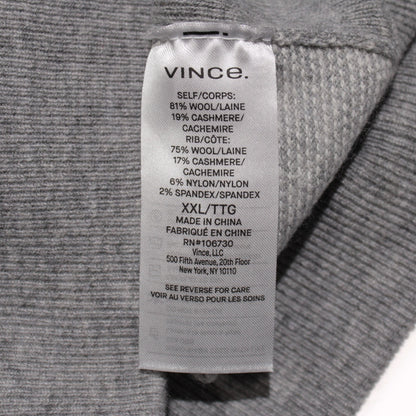 VINCE.
SELF/CORPS:
81% WOOL/LAINE
19% CASHMERE/
CACHEMIRE
RIB/CÔTE:
75% WOOL/LAINE
17% CASHMERE/
CACHEMIRE
6% NYLON/NYLON
2% SPANDEX/SPANDEX
XXL/TTG
MADE IN CHINA
FABRIQUÉ EN CHINE
RN#106730
Vince, LLC
500 Fifth Avenue, 20th Floor
New York, NY 10110
SEE REVERSE FOR CARE
VOIR AU VERSO POUR LES SOINS